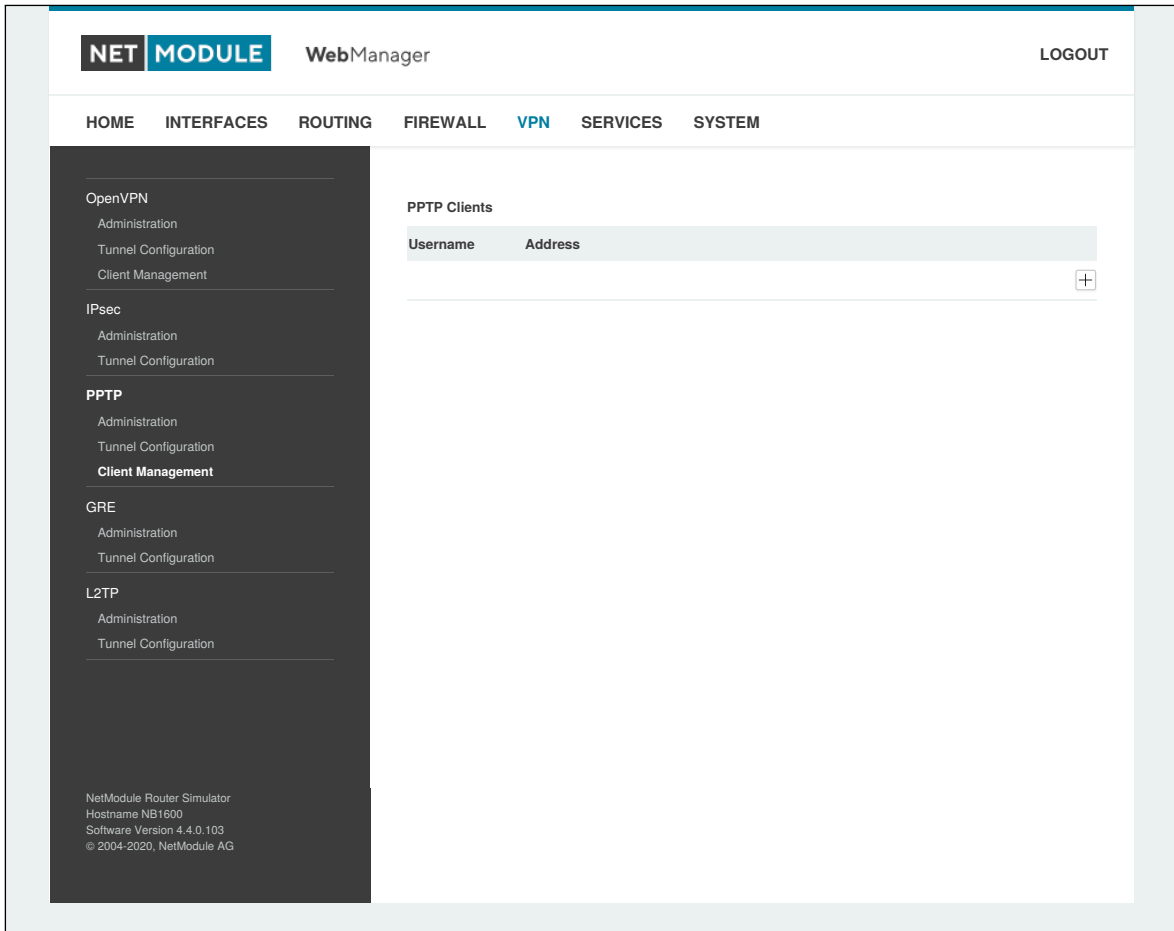 NET MODULE WebManager LOGOUT
HOME INTERFACES ROUTING FIREWALL VPN SERVICES SYSTEM
OpenVPN
Administration
Tunnel Configuration
Client Management
IPsec
Administration
Tunnel Configuration
PPTP
Administration
Tunnel Configuration
Client Management
GRE
Administration
Tunnel Configuration
L2TP
Administration
Tunnel Configuration
NetModule Router Simulator
Hostname NB1600
Software Version 4.4.0.103
© 2004-2020, NetModule AG
PPTP Clients
Username Address